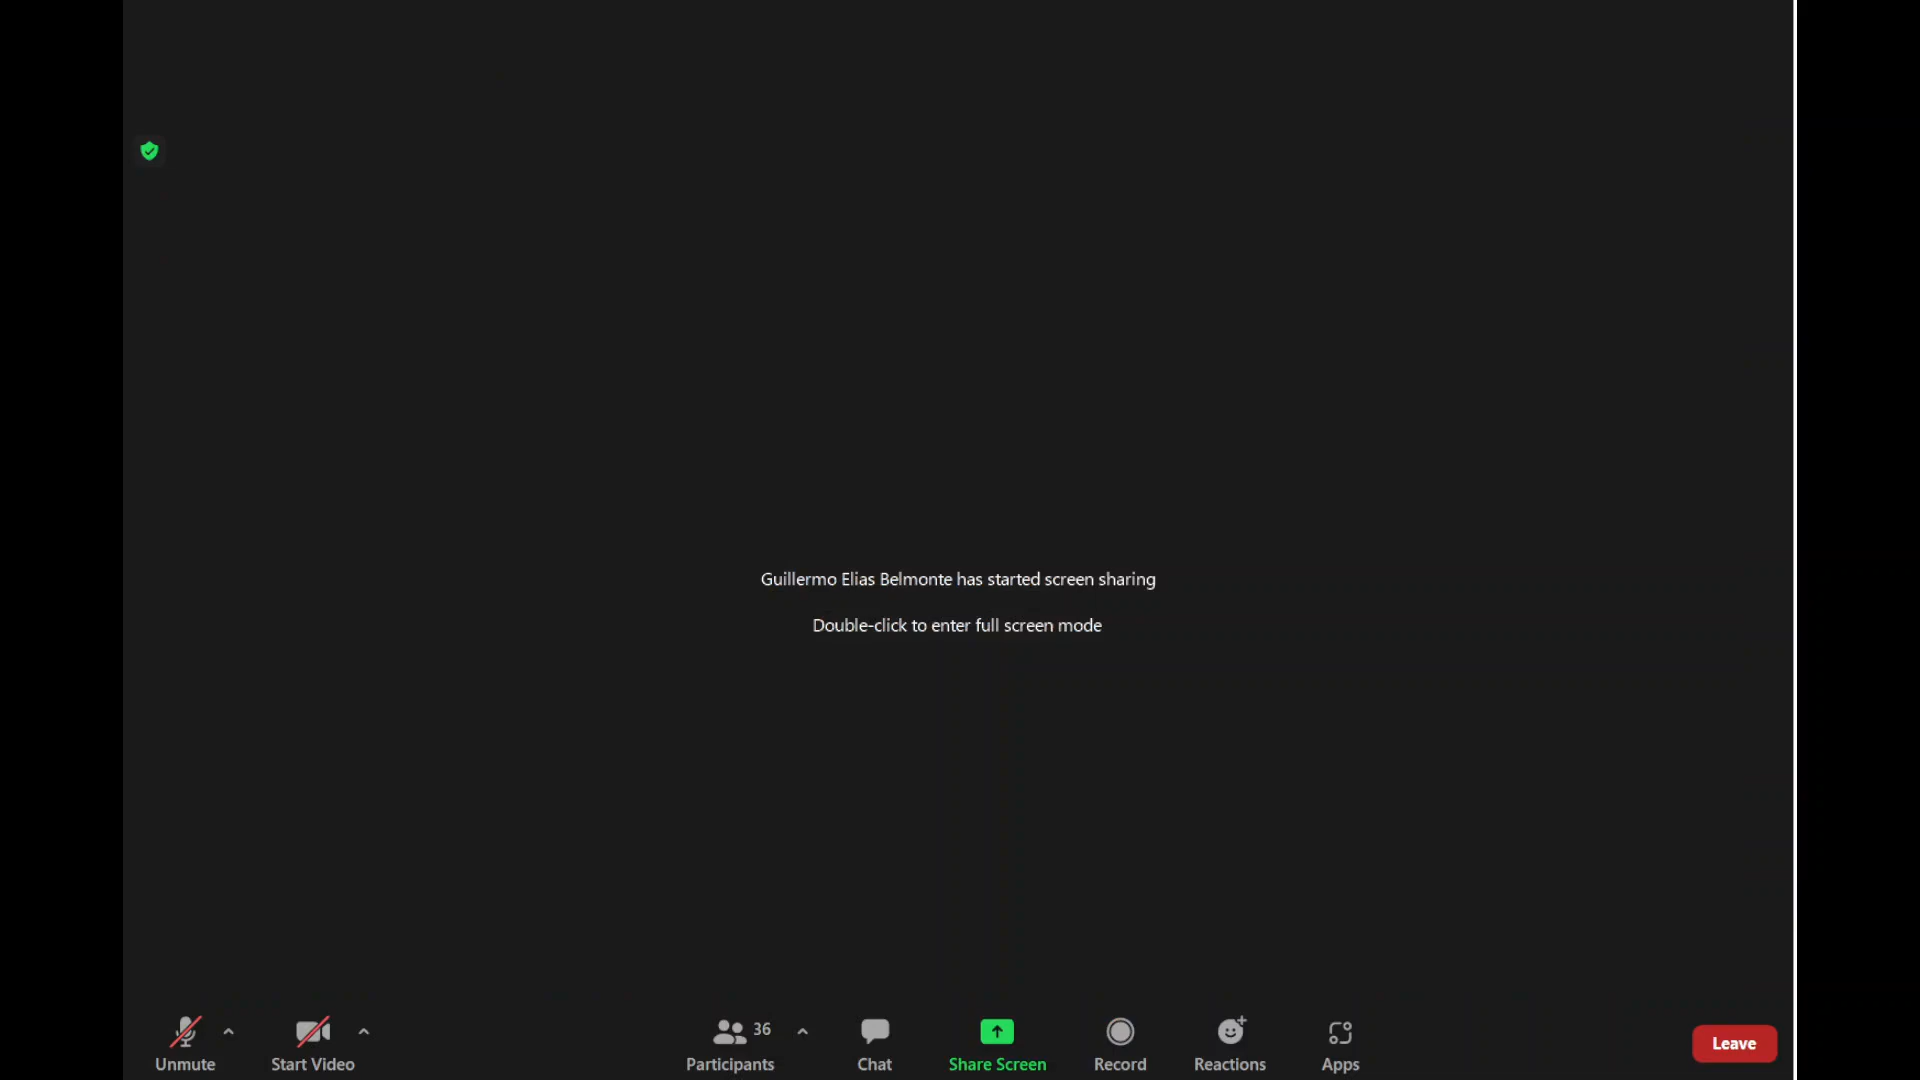 Guillermo Elias Belmonte has started screen sharing
Double-click to enter full screen mode
36
Unmute
Start Video
Participants
Chat
Share Screen
Record
Reactions
Apps
Leave